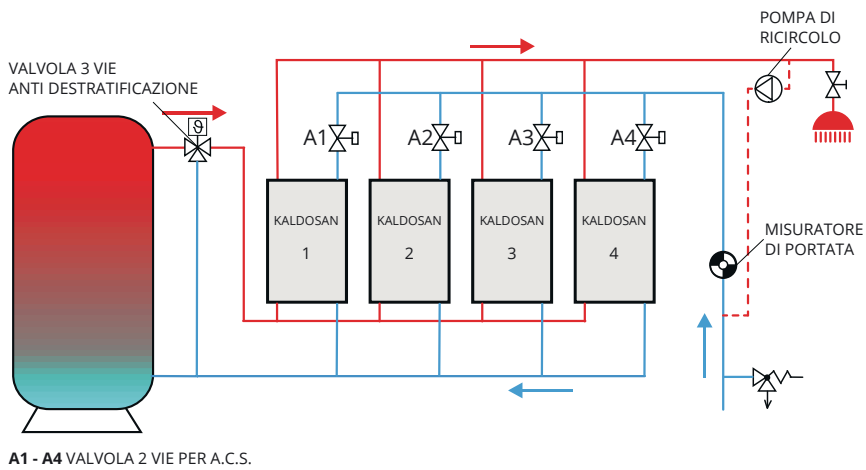 POMPA DI
RICIRCOLO
VALVOLA 3 VIE
ANTI DESTRATIFICAZIONE
ϑ
A1
A2
A3
A4
KALDOSAN
1
KALDOSAN
2
KALDOSAN
3
KALDOSAN
4
MISURATORE
DI PORTATA
A1 - A4 VALVOLA 2 VIE PER A.C.S.